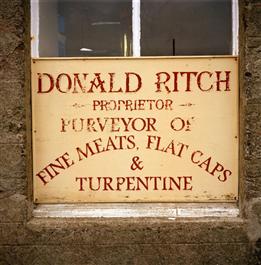 DONALD RITCH
PROPRIETOR
PURVEYOR OF
FINE MEATS, FLAT CAPS
&
TURPENTINE